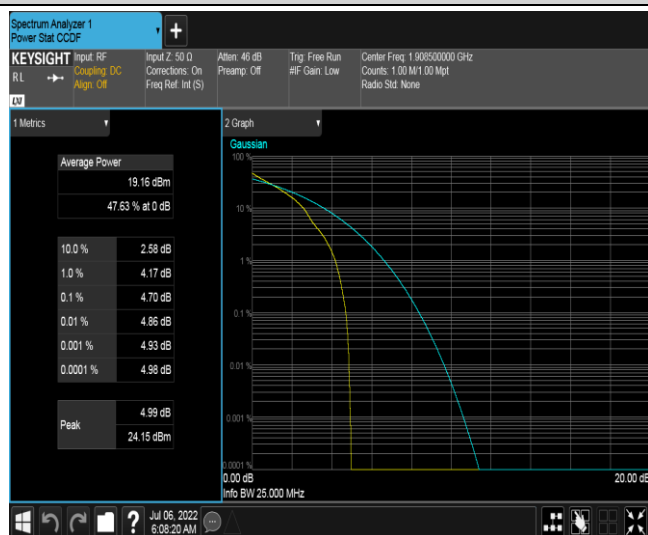 Spectrum Analyzer 1
Power Stat CCDF
+
KEYSIGHT
RL
LXI
Input: RF
Coupling: DC
Align: Off
Input Z: 50 Ω
Corrections: On
Freq Ref: Int (S)
Atten: 46 dB
Preamp: Off
Trig: Free Run
#IF Gain: Low
Center Freq: 1.908500000 GHz
Counts: 1.00 M/1.00 Mpt
Radio Std: None
1 Metrics
Average Power
19.16 dBm
47.63 % at 0 dB
10.0 % 2.58 dB
1.0 % 4.17 dB
0.1 % 4.70 dB
0.01 % 4.86 dB
0.001 % 4.93 dB
0.0001 % 4.98 dB
Peak
4.99 dB
24.15 dBm
2 Graph
Gaussian
100 %
10 %
1 %
0.1 %
0.01 %
0.001 %
0.0001 %
0.00 dB 20.00 dB
Info BW 25.000 MHz
?
Jul 06, 2022
6:08:20 AM